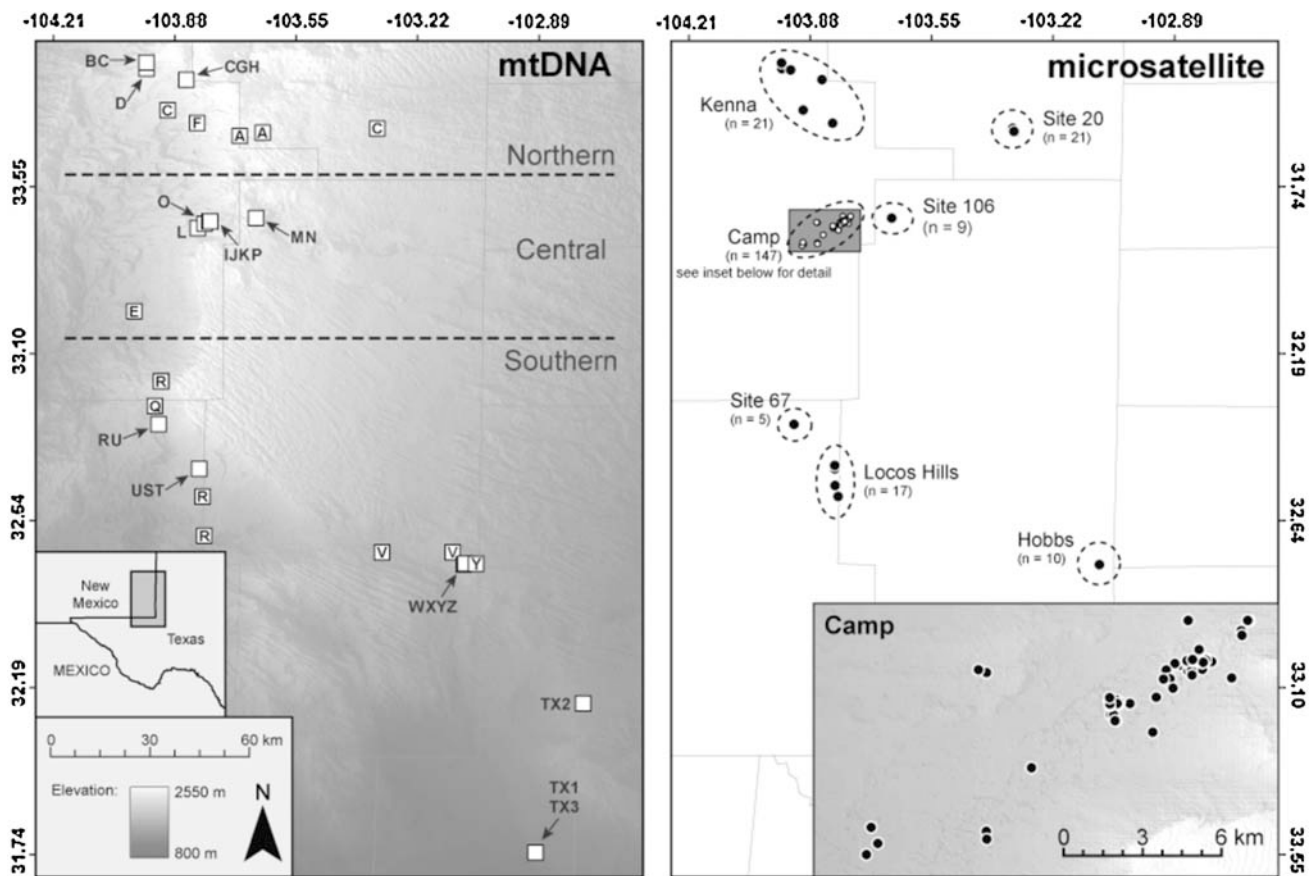 -104.21 -103.88 -103.55 -103.22 -102.89
-104.21 -103.88 -103.55 -103.22 -102.89
mtDNA
BC
CGH
D
C
F
A
A
C
Northern
33.55
O
L
IJKP
MN
Central
E
33.10
Southern
R
Q
RU
UST
R
32.64
R
V
V
Y
WXYZ
New
Mexico
Texas
MEXICO
32.19
TX2
0 30 60 km
Elevation:
2550 m
800 m
N
TX1
TX3
31.74
microsatellite
Kenna
(n = 21)
Site 20
(n = 21)
31.74
Site 106
(n = 9)
Camp
(n = 147)
see inset below for detail
32.19
Site 67
(n = 5)
Locos Hills
(n = 17)
32.64
Hobbs
(n = 10)
Camp
33.10
0 3 6 km
33.55